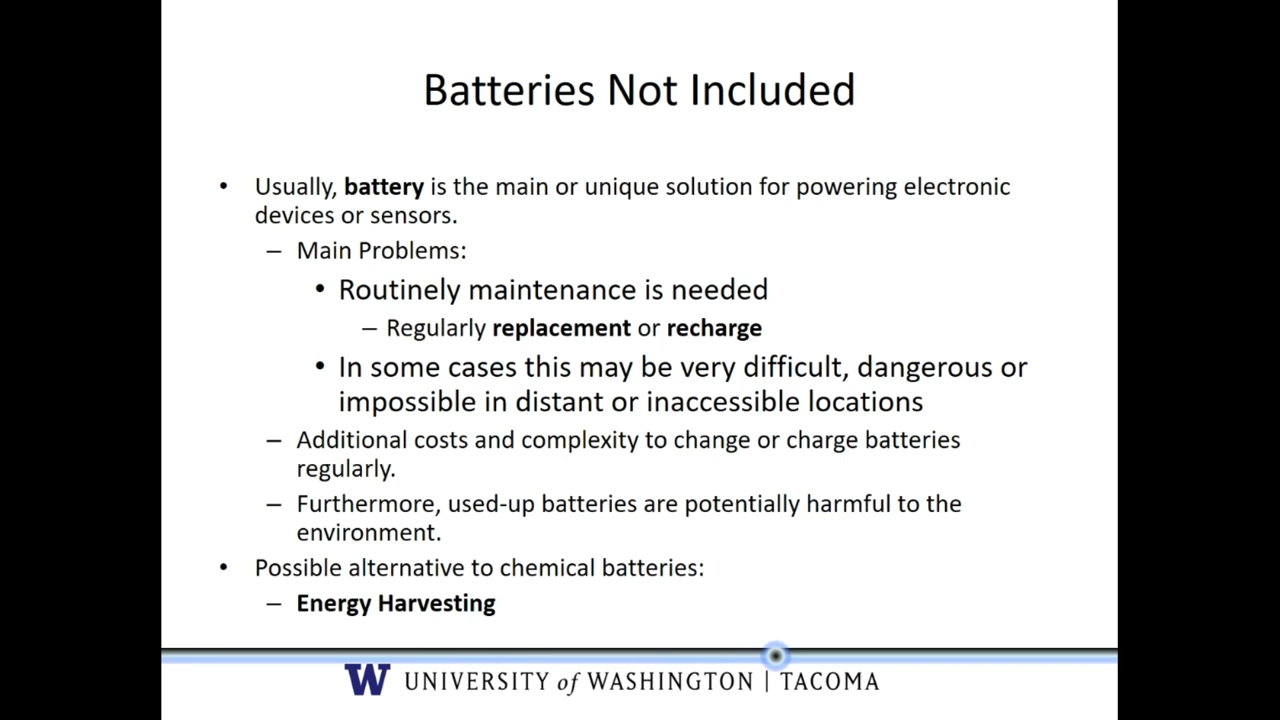 Batteries Not Included
• Usually, battery is the main or unique solution for powering electronic
devices or sensors.
– Main Problems:
• Routinely maintenance is needed
– Regularly replacement or recharge
• In some cases this may be very difficult, dangerous or
impossible in distant or inaccessible locations
– Additional costs and complexity to change or charge batteries
regularly.
– Furthermore, used-up batteries are potentially harmful to the
environment.
• Possible alternative to chemical batteries:
– Energy Harvesting
W UNIVERSITY of WASHINGTON | TACOMA